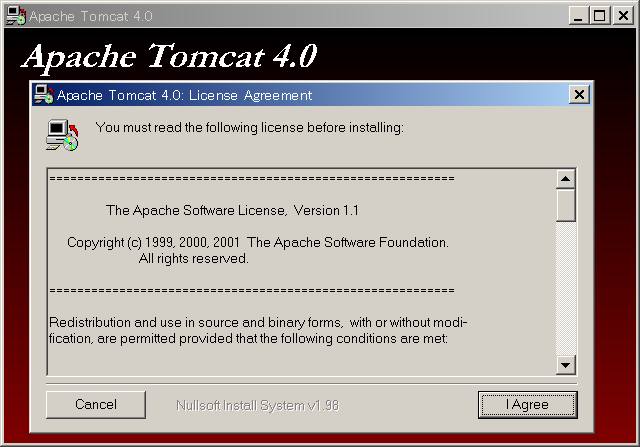 Apache Tomcat 4.0
Apache Tomcat 4.0
Apache Tomcat 4.0: License Agreement
You must read the following license before installing:
==========================================================
The Apache Software License, Version 1.1
Copyright (c) 1999, 2000, 2001 The Apache Software Foundation.
All rights reserved.
==========================================================
Redistribution and use in source and binary forms, with or without modi-
fication, are permitted provided that the following conditions are met:
Cancel
Nullsoft Install System v1.98
I Agree